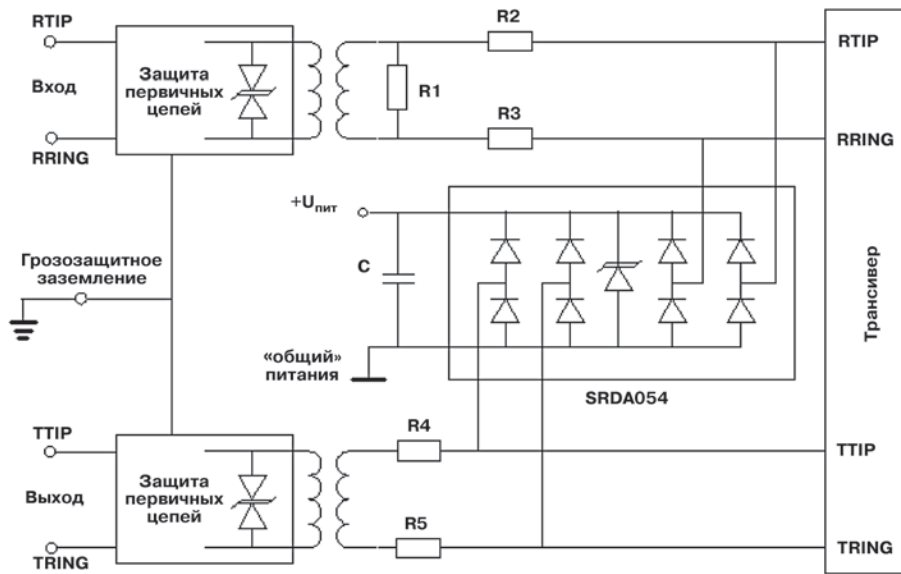 RTIP
Вход
RRING
Защита
первичных
цепей
R1
R2
R3
RTIP
RRING
+Uпит
C
Грозозащитное
заземление
«общий»
питания
SRDA054
Трансивер
TTIP
Выход
TRING
Защита
первичных
цепей
R4
R5
TTIP
TRING